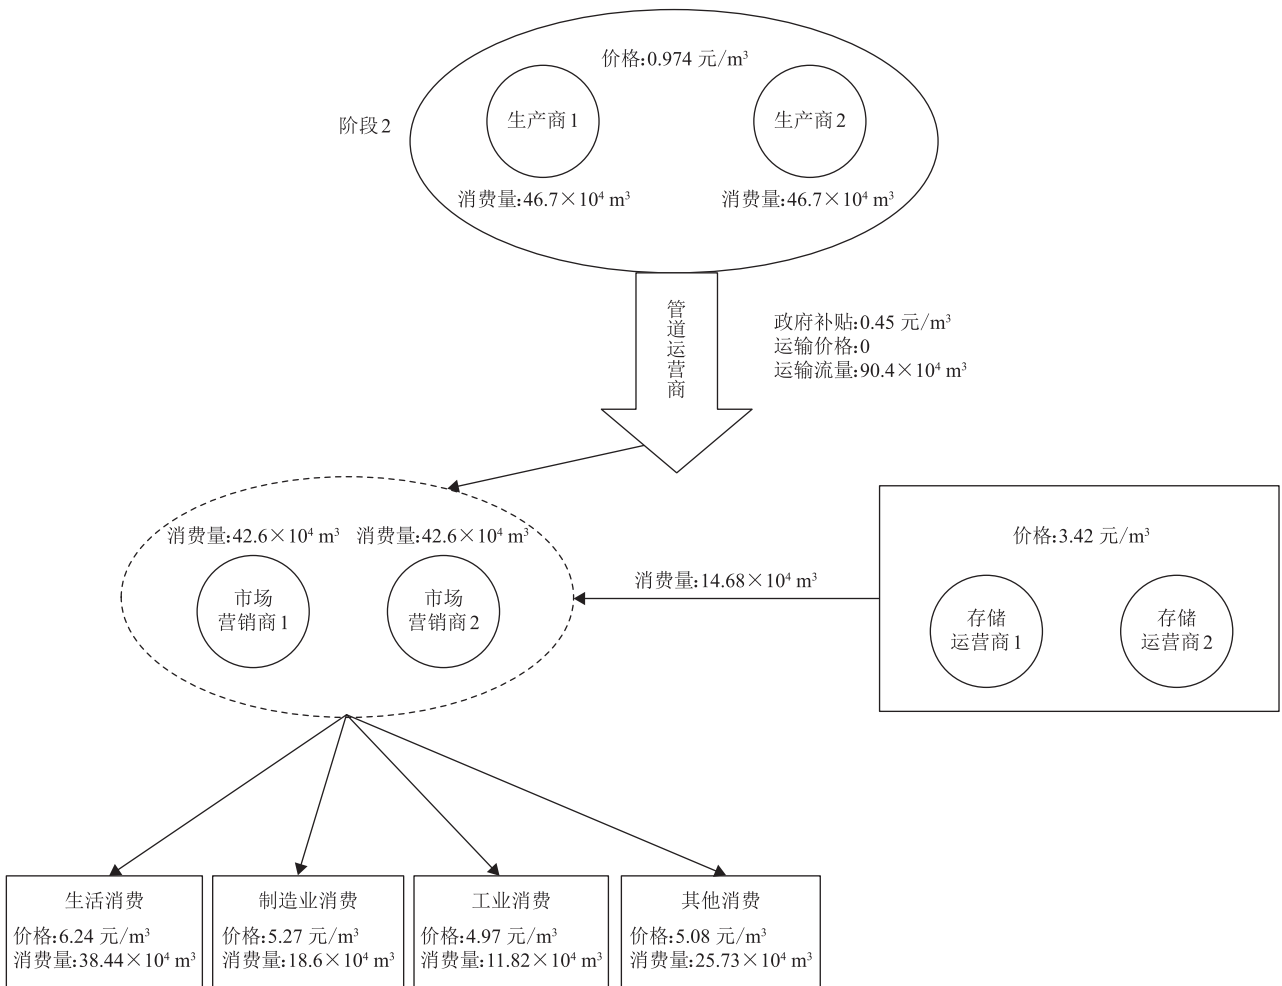 价格:0.974 元/m³
阶段2
生产商1
生产商2
消费量:46.7×10⁴ m³
消费量:46.7×10⁴ m³
管道运营商
政府补贴:0.45 元/m³
运输价格:0
运输流量:90.4×10⁴ m³
消费量:42.6×10⁴ m³
消费量:42.6×10⁴ m³
市场
营销商1
市场
营销商2
消费量:14.68×10⁴ m³
价格:3.42 元/m³
存储
运营商1
存储
运营商2
生活消费
价格:6.24 元/m³
消费量:38.44×10⁴ m³
制造业消费
价格:5.27 元/m³
消费量:18.6×10⁴ m³
工业消费
价格:4.97 元/m³
消费量:11.82×10⁴ m³
其他消费
价格:5.08 元/m³
消费量:25.73×10⁴ m³